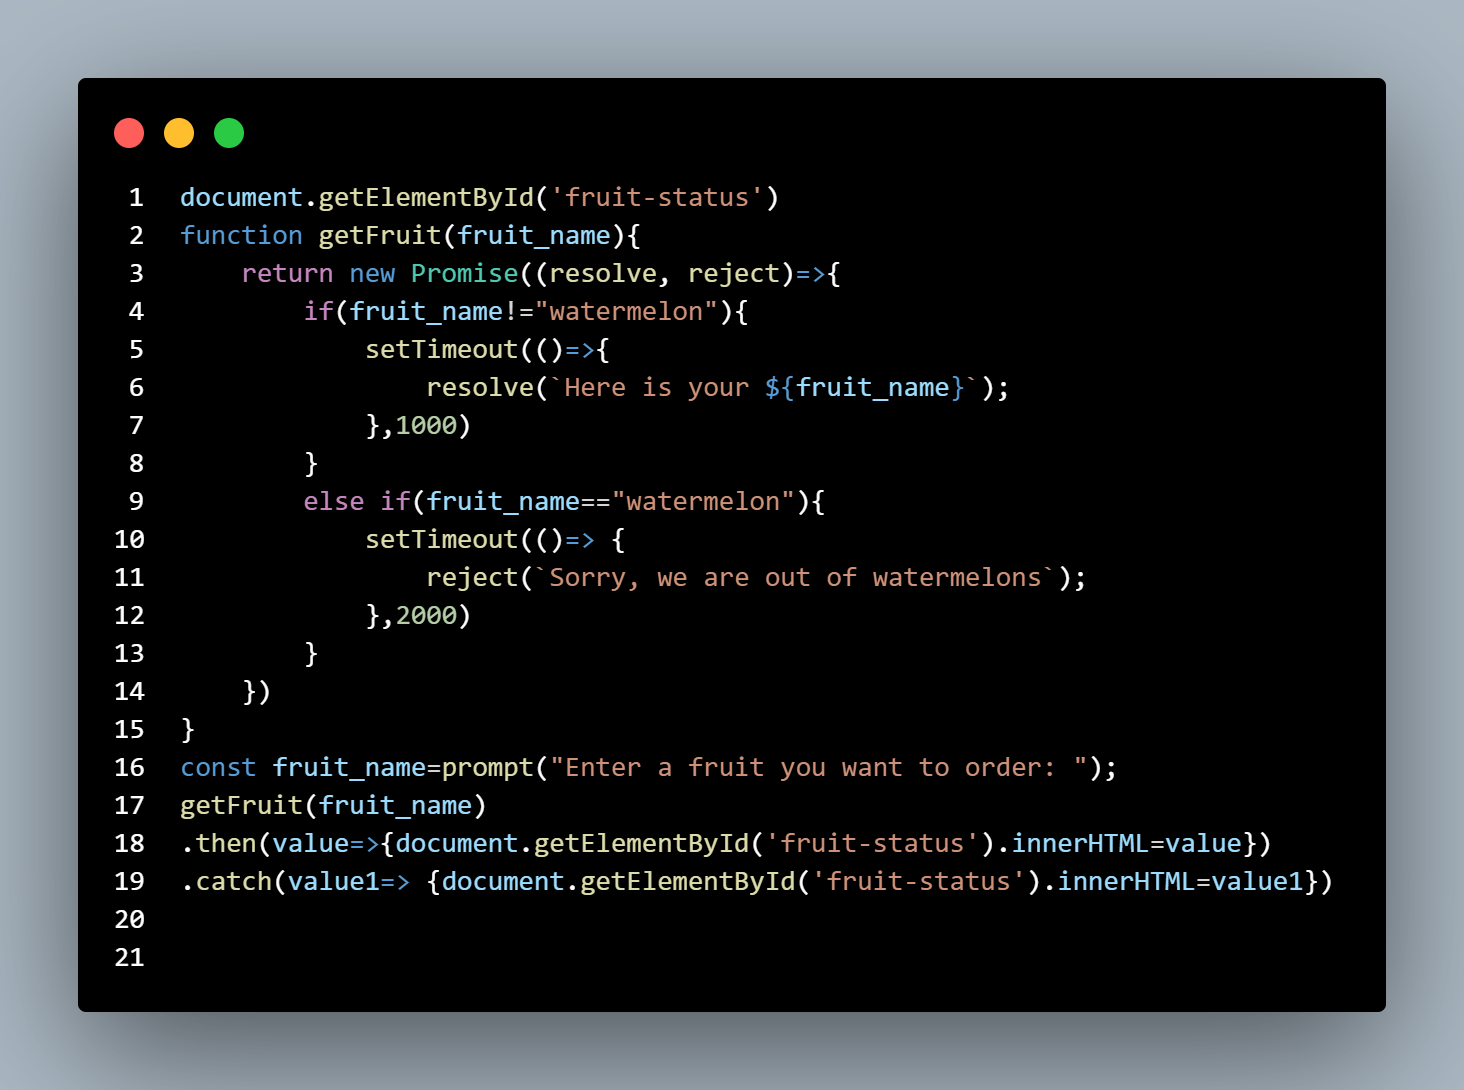 1 document.getElementById('fruit-status')
2 function getFruit(fruit_name){
3     return new Promise((resolve, reject)=>{
4         if(fruit_name!="watermelon"){
5             setTimeout(()=>{
6                 resolve(`Here is your ${fruit_name}`);
7             },1000)
8         }
9         else if(fruit_name=="watermelon"){
10             setTimeout(()=> {
11                 reject(`Sorry, we are out of watermelons`);
12             },2000)
13         }
14     })
15 }
16 const fruit_name=prompt("Enter a fruit you want to order: ");
17 getFruit(fruit_name)
18 .then(value=>{document.getElementById('fruit-status').innerHTML=value})
19 .catch(value1=> {document.getElementById('fruit-status').innerHTML=value1})
20
21